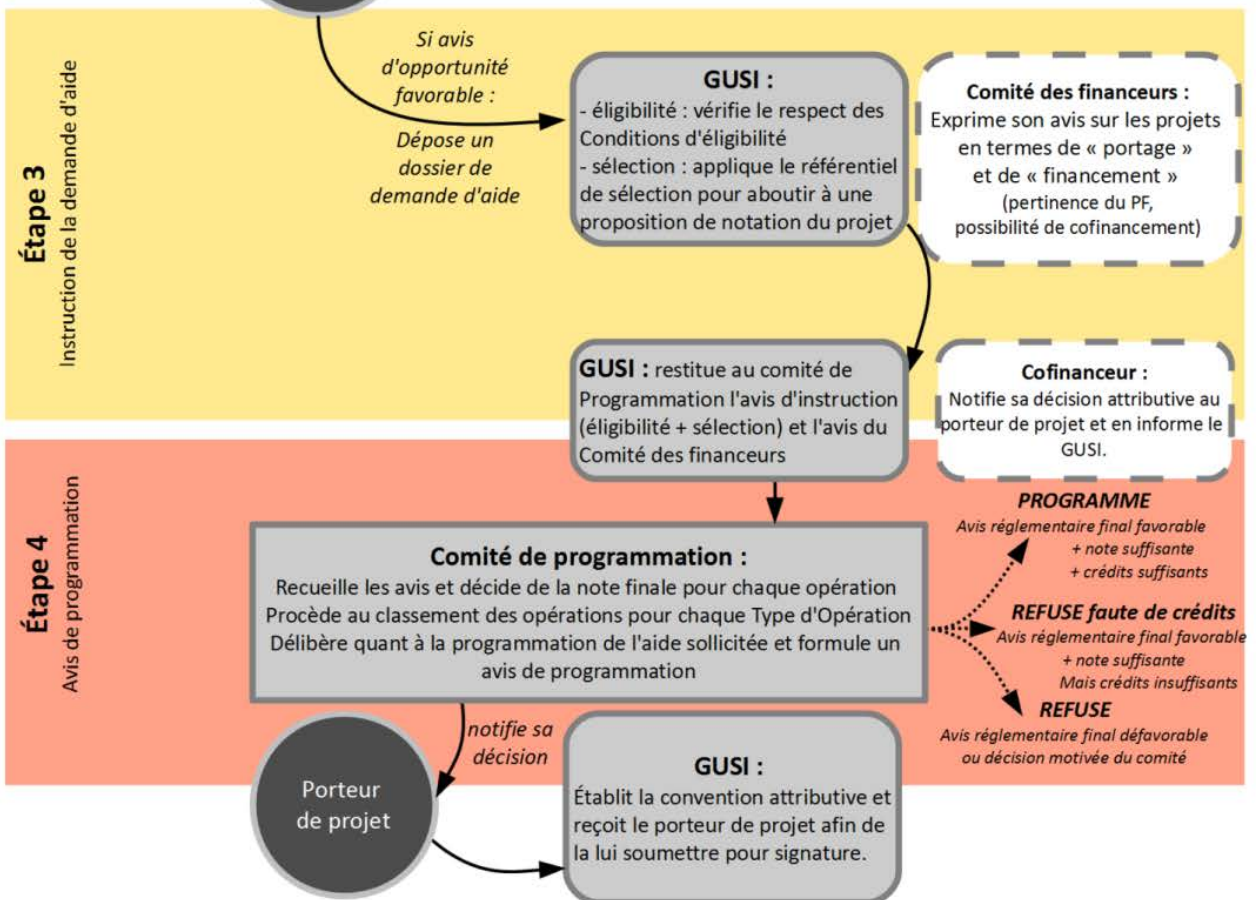 Étape 3
Instruction de la demande d'aide
Si avis
d'opportunité
favorable :
Dépose un
dossier de
demande d'aide
GUSI :
- éligibilité : vérifie le respect des
Conditions d'éligibilité
- sélection : applique le référentiel
de sélection pour aboutir à une
proposition de notation du projet
Comité des financeurs :
Exprime son avis sur les projets
en termes de « portage »
et de « financement »
(pertinence du PF,
possibilité de cofinancement)
GUSI : restitue au comité de
Programmation l'avis d'instruction
(éligibilité + sélection) et l'avis du
Comité des financeurs
Cofinanceur :
Notifie sa décision attributive au
porteur de projet et en informe le
GUSI.
Étape 4
Avis de programmation
Comité de programmation :
Recueille les avis et décide de la note finale pour chaque opération
Procède au classement des opérations pour chaque Type d'Opération
Délibère quant à la programmation de l'aide sollicitée et formule un
avis de programmation
PROGRAMME
Avis réglementaire final favorable
+ note suffisante
+ crédits suffisants
REFUSE faute de crédits
Avis réglementaire final favorable
+ note suffisante
Mais crédits insuffisants
REFUSE
Avis réglementaire final défavorable
ou décision motivée du comité
notifie sa
décision
Porteur
de projet
GUSI :
Établit la convention attributive et
reçoit le porteur de projet afin de
la lui soumettre pour signature.